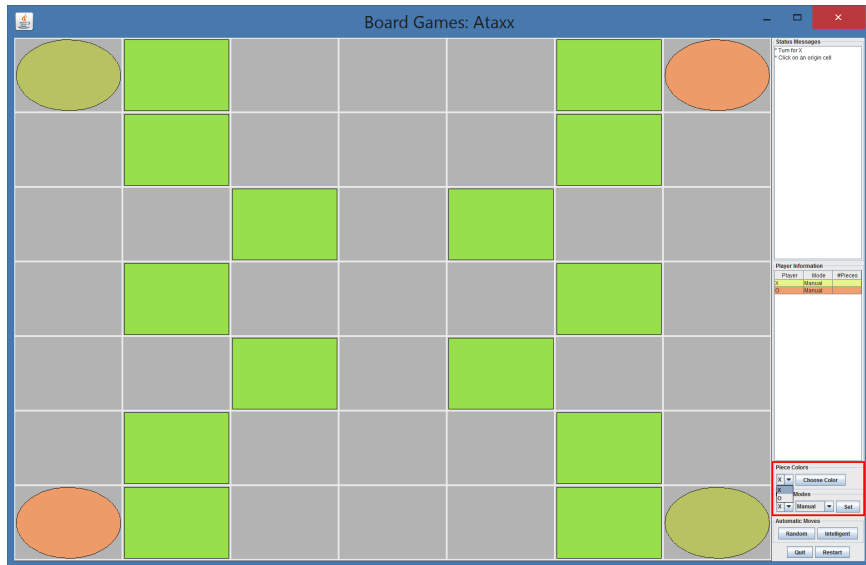 Board Games: Ataxx
Status Messages
* Turn for X
* Click on an origin cell
Player Information
Player Mode #Pieces
X Manual
O Manual
Piece Colors
X Choose Color
X
O
Modes
X Manual Set
Automatic Moves
Random Intelligent
Quit Restart